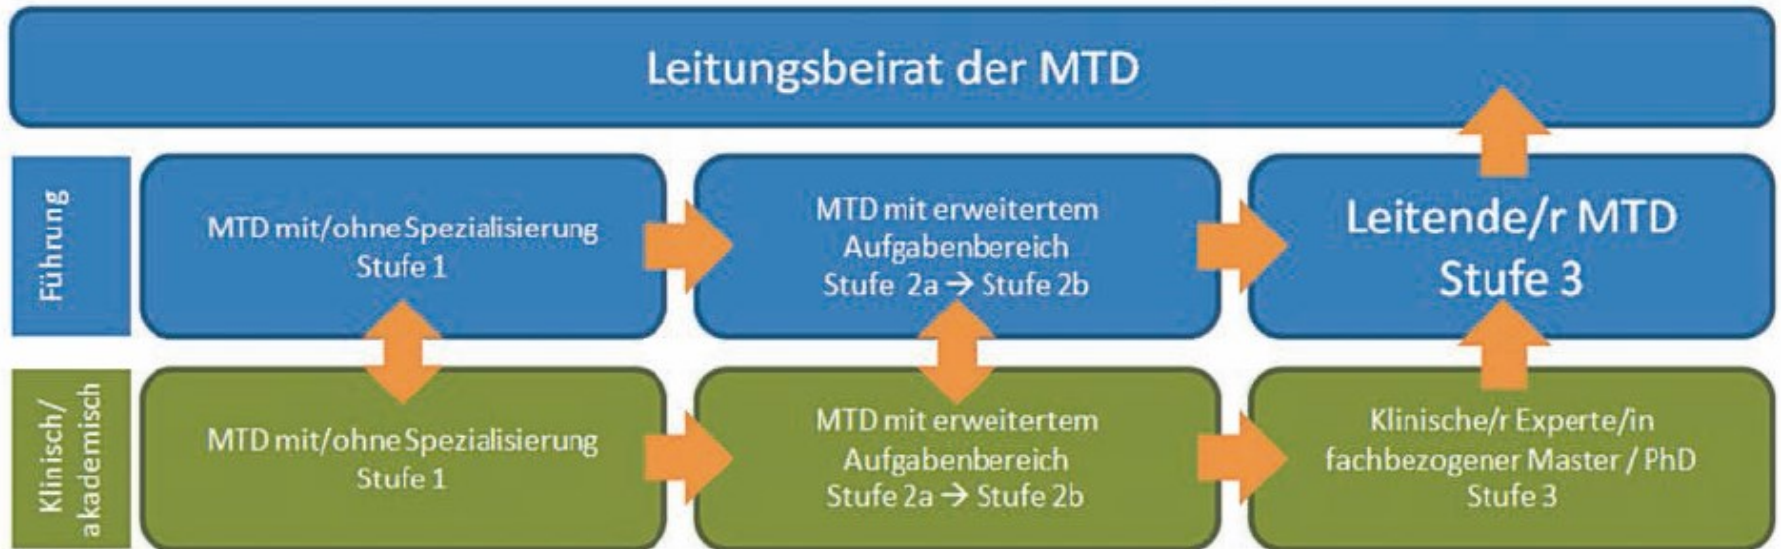 Leitungsbeirat der MTD
Führung
MTD mit/ohne Spezialisierung
Stufe 1
MTD mit erweitertem
Aufgabenbereich
Stufe 2a → Stufe 2b
Leitende/r MTD
Stufe 3
Klinisch/
akademisch
MTD mit/ohne Spezialisierung
Stufe 1
MTD mit erweitertem
Aufgabenbereich
Stufe 2a → Stufe 2b
Klinische/r Experte/in
fachbezogener Master / PhD
Stufe 3